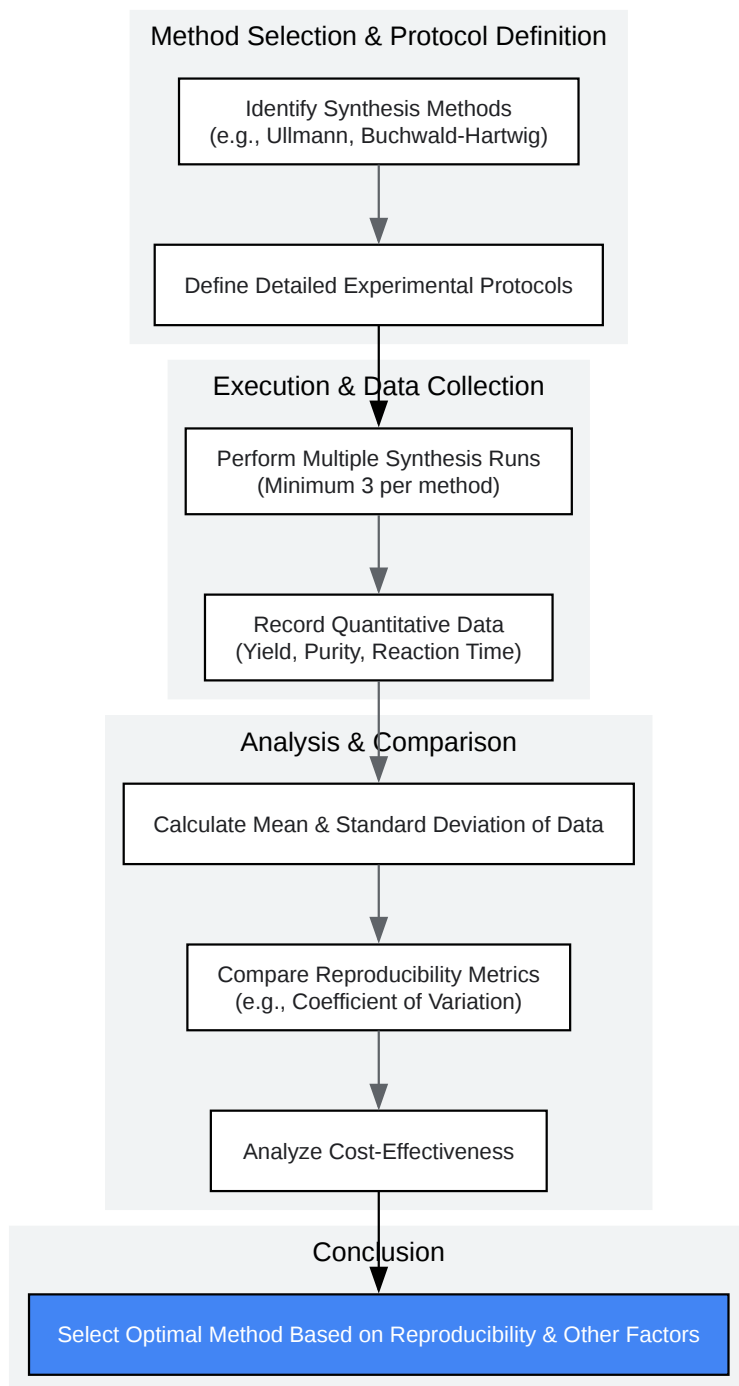 Method Selection & Protocol Definition
Identify Synthesis Methods
(e.g., Ullmann, Buchwald-Hartwig)
Define Detailed Experimental Protocols
Execution & Data Collection
Perform Multiple Synthesis Runs
(Minimum 3 per method)
Record Quantitative Data
(Yield, Purity, Reaction Time)
Analysis & Comparison
Calculate Mean & Standard Deviation of Data
Compare Reproducibility Metrics
(e.g., Coefficient of Variation)
Analyze Cost-Effectiveness
Conclusion
Select Optimal Method Based on Reproducibility & Other Factors